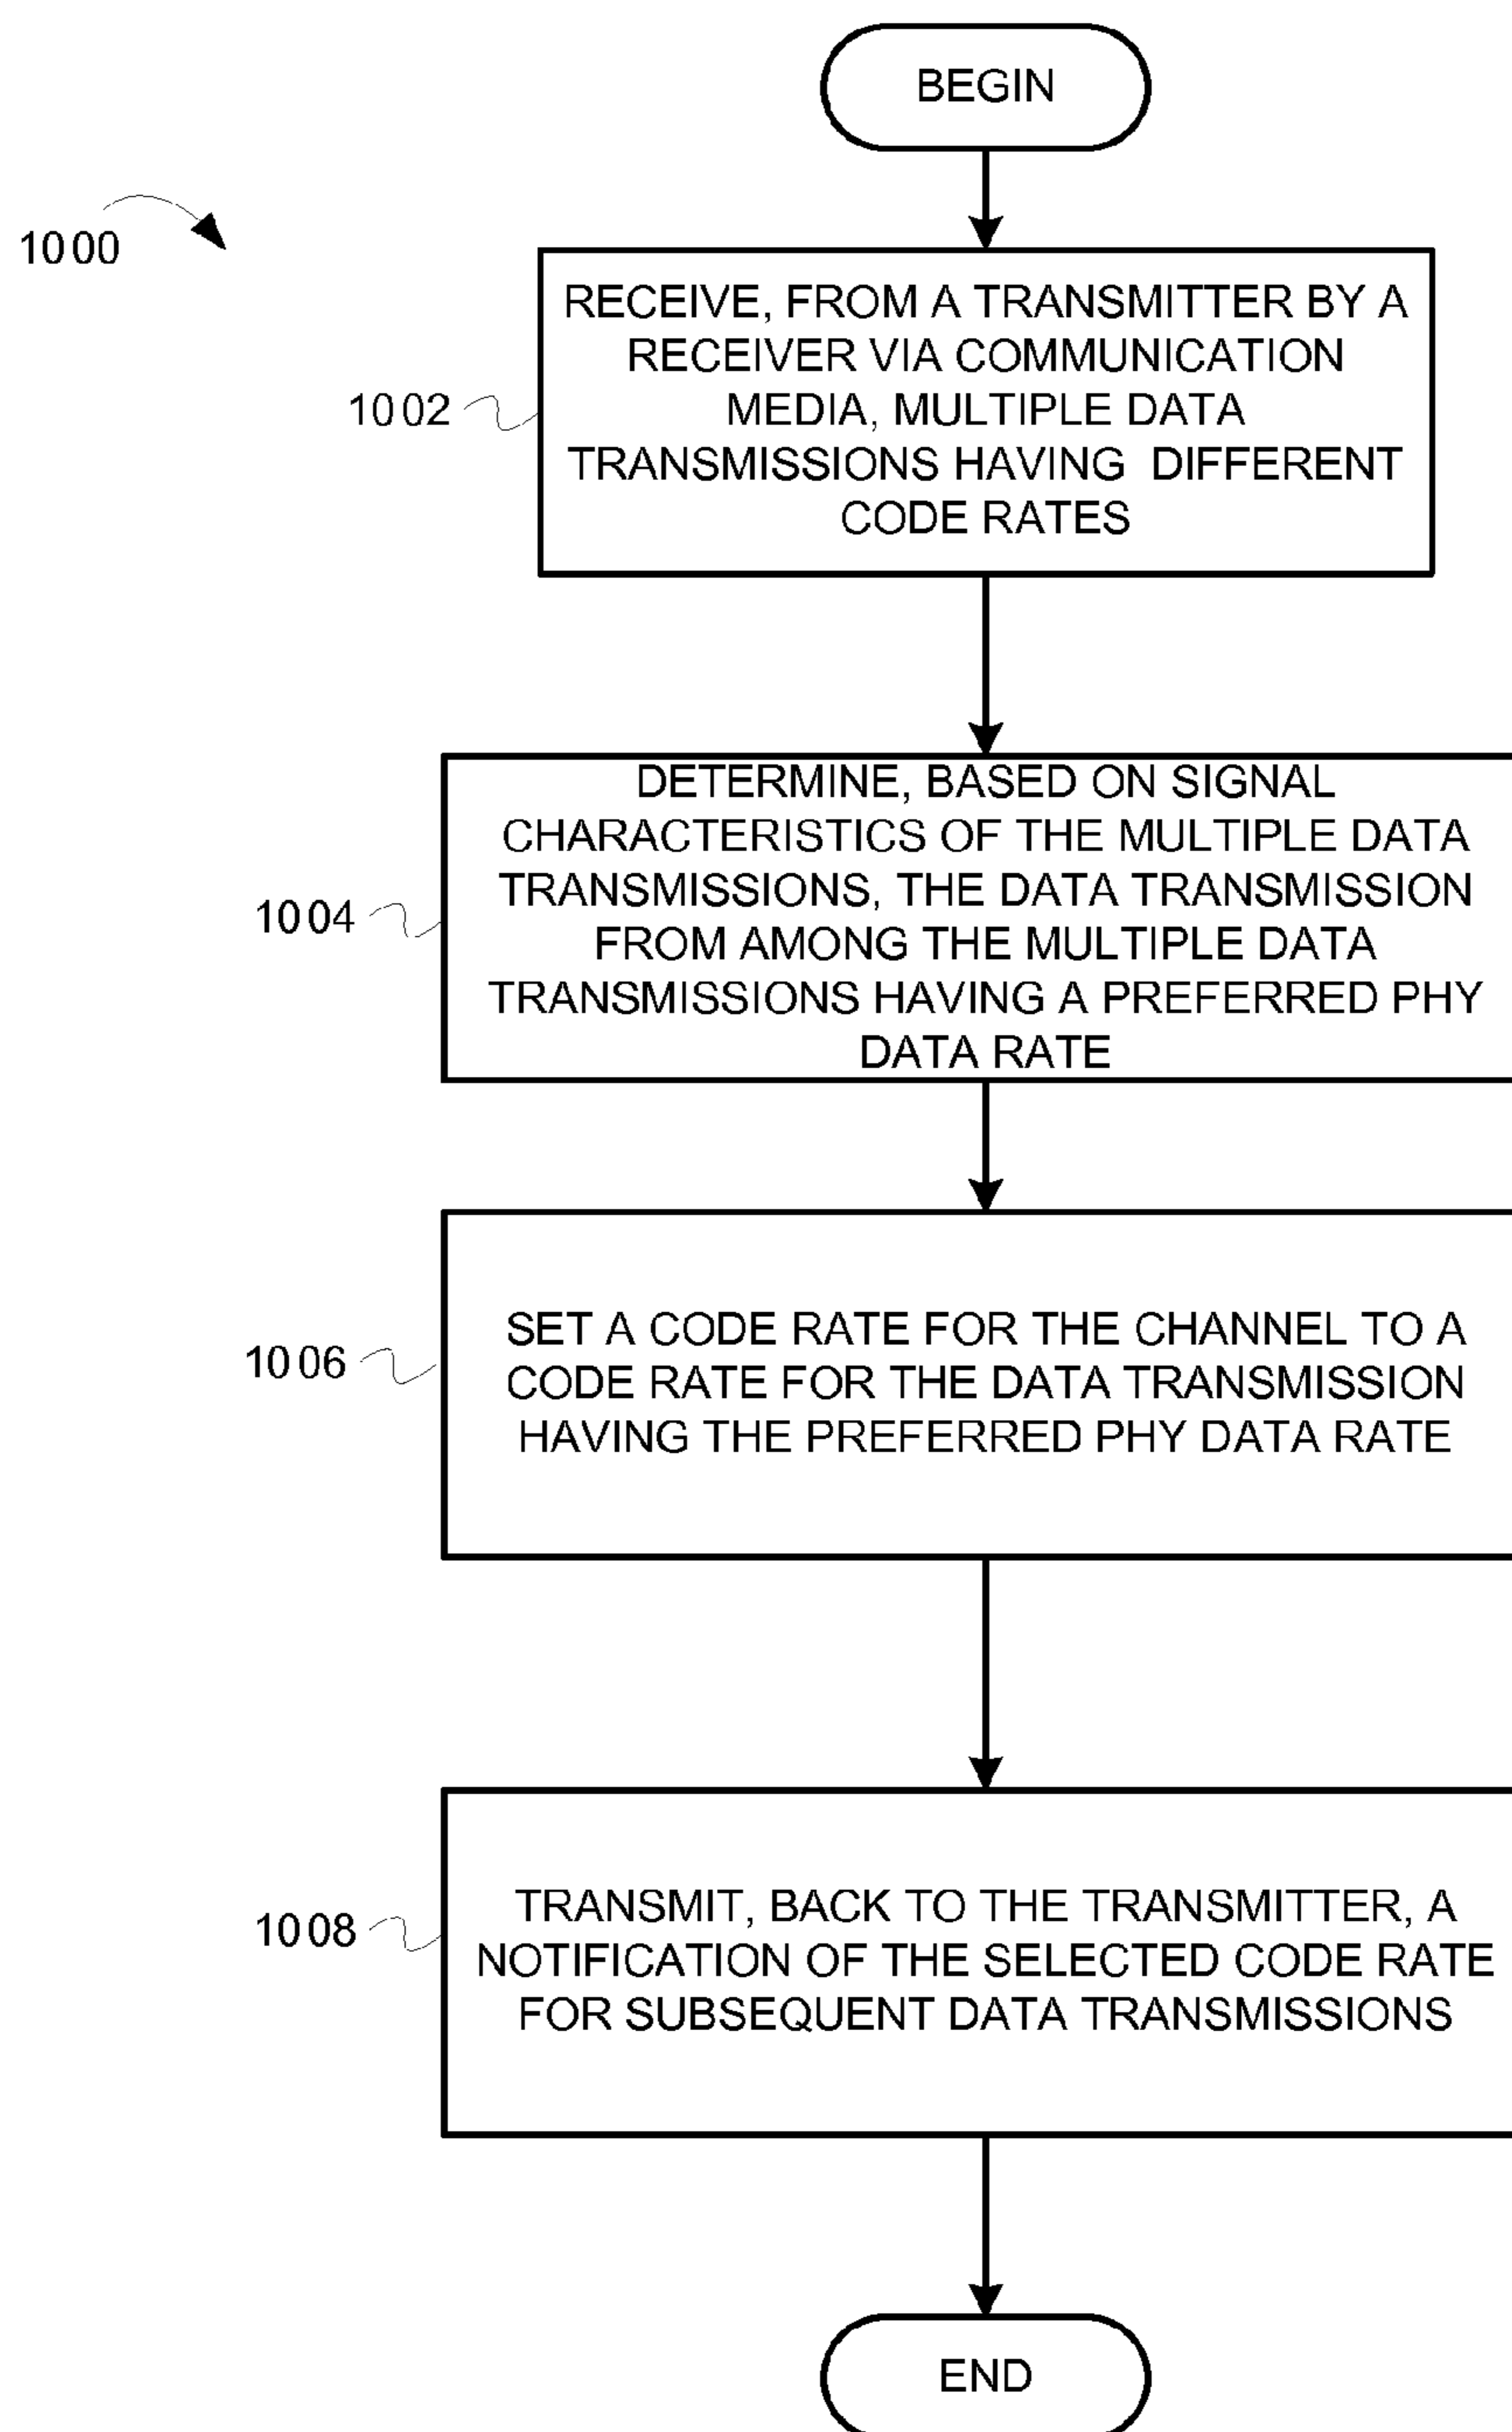 BEGIN
1000
RECEIVE, FROM A TRANSMITTER BY A
RECEIVER VIA COMMUNICATION
MEDIA, MULTIPLE DATA
TRANSMISSIONS HAVING DIFFERENT
CODE RATES
1002
DETERMINE, BASED ON SIGNAL
CHARACTERISTICS OF THE MULTIPLE DATA
TRANSMISSIONS, THE DATA TRANSMISSION
FROM AMONG THE MULTIPLE DATA
TRANSMISSIONS HAVING A PREFERRED PHY
DATA RATE
1004
SET A CODE RATE FOR THE CHANNEL TO A
CODE RATE FOR THE DATA TRANSMISSION
HAVING THE PREFERRED PHY DATA RATE
1006
TRANSMIT, BACK TO THE TRANSMITTER, A
NOTIFICATION OF THE SELECTED CODE RATE
FOR SUBSEQUENT DATA TRANSMISSIONS
1008
END